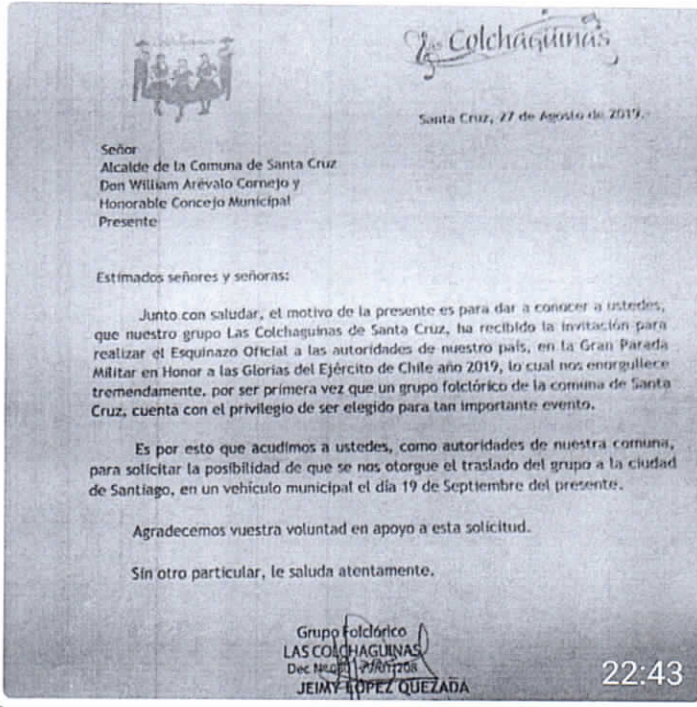 Las Colchagüinas
Santa Cruz, 27 de Agosto de 2019.-
Señor
Alcalde de la Comuna de Santa Cruz
Don William Arévalo Cornejo y
Honorable Concejo Municipal
Presente
Estimados señores y señoras:
Junto con saludar, el motivo de la presente es para dar a conocer a ustedes,
que nuestro grupo Las Colchaguinas de Santa Cruz, ha recibido la invitación para
realizar el Esquinazo Oficial a las autoridades de nuestro país, en la Gran Parada
Militar en Honor a las Glorias del Ejército de Chile año 2019, lo cual nos enorgullece
tremendamente, por ser primera vez que un grupo folclórico de la comuna de Santa
Cruz, cuenta con el privilegio de ser elegido para tan importante evento.
Es por esto que acudimos a ustedes, como autoridades de nuestra comuna,
para solicitar la posibilidad de que se nos otorgue el traslado del grupo a la ciudad
de Santiago, en un vehículo municipal el día 19 de Septiembre del presente.
Agradecemos vuestra voluntad en apoyo a esta solicitud.
Sin otro particular, le saluda atentamente.
Grupo Folclórico
LAS COLCHAGUINAS
Dec
JEIMY LOPEZ QUEZADA
22:43